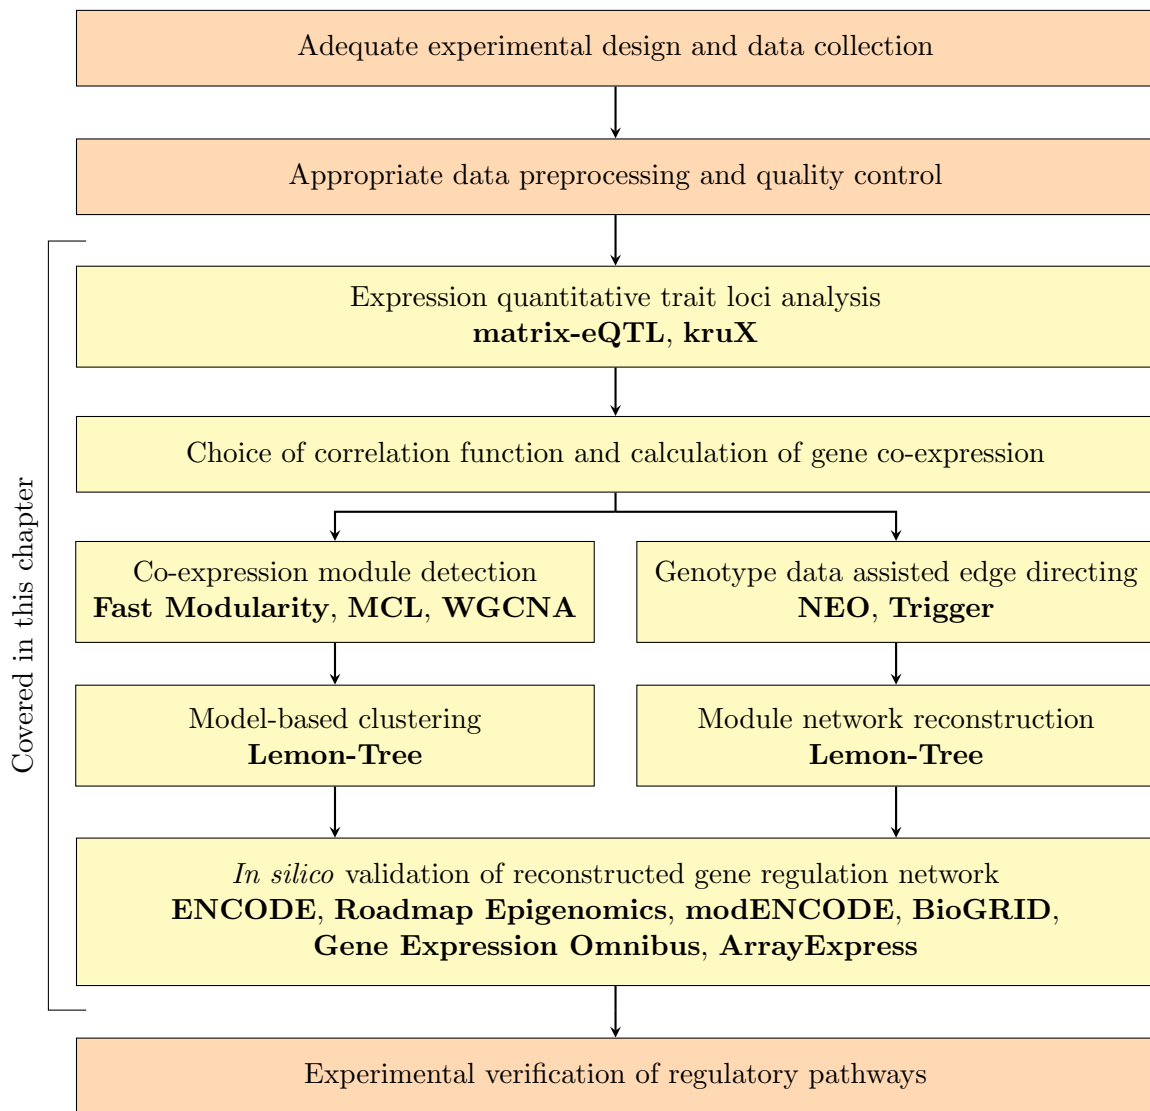 Adequate experimental design and data collection
Appropriate data preprocessing and quality control
Covered in this chapter
Expression quantitative trait loci analysis
matrix-eQTL, kruX
Choice of correlation function and calculation of gene co-expression
Co-expression module detection
Fast Modularity, MCL, WGCNA
Genotype data assisted edge directing
NEO, Trigger
Model-based clustering
Lemon-Tree
Module network reconstruction
Lemon-Tree
In silico validation of reconstructed gene regulation network
ENCODE, Roadmap Epigenomics, modENCODE, BioGRID,
Gene Expression Omnibus, ArrayExpress
Experimental verification of regulatory pathways